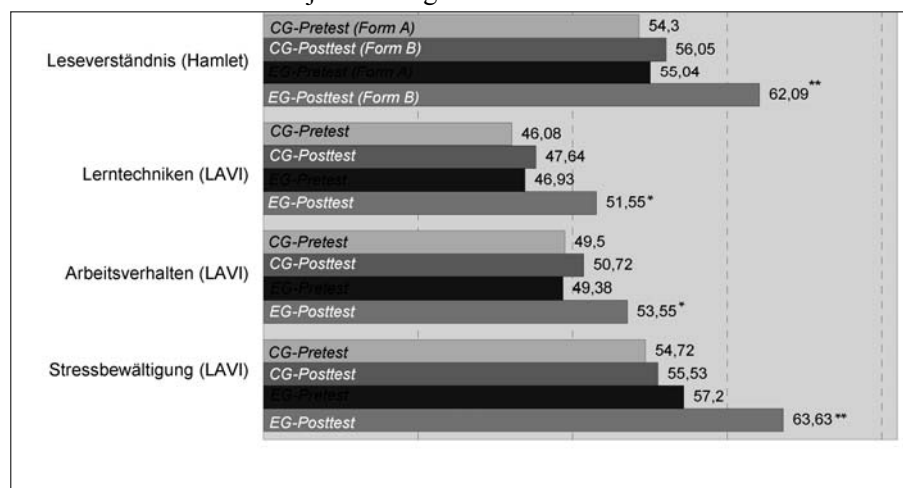 CG-Pretest (Form A) 54,3
Leseverständnis (Hamlet) CG-Posttest (Form B) 56,05
EG-Pretest (Form A) 55,04
EG-Posttest (Form B) 62,09**
CG-Pretest 46,08
Lerntechniken (LAVI) CG-Posttest 47,64
EG-Pretest 46,93
EG-Posttest 51,55*
CG-Pretest 49,5
Arbeitsverhalten (LAVI) CG-Posttest 50,72
EG-Pretest 49,38
EG-Posttest 53,55*
CG-Pretest 54,72
Stressbewältigung (LAVI) CG-Posttest 55,53
EG-Pretest 57,2
EG-Posttest 63,63**